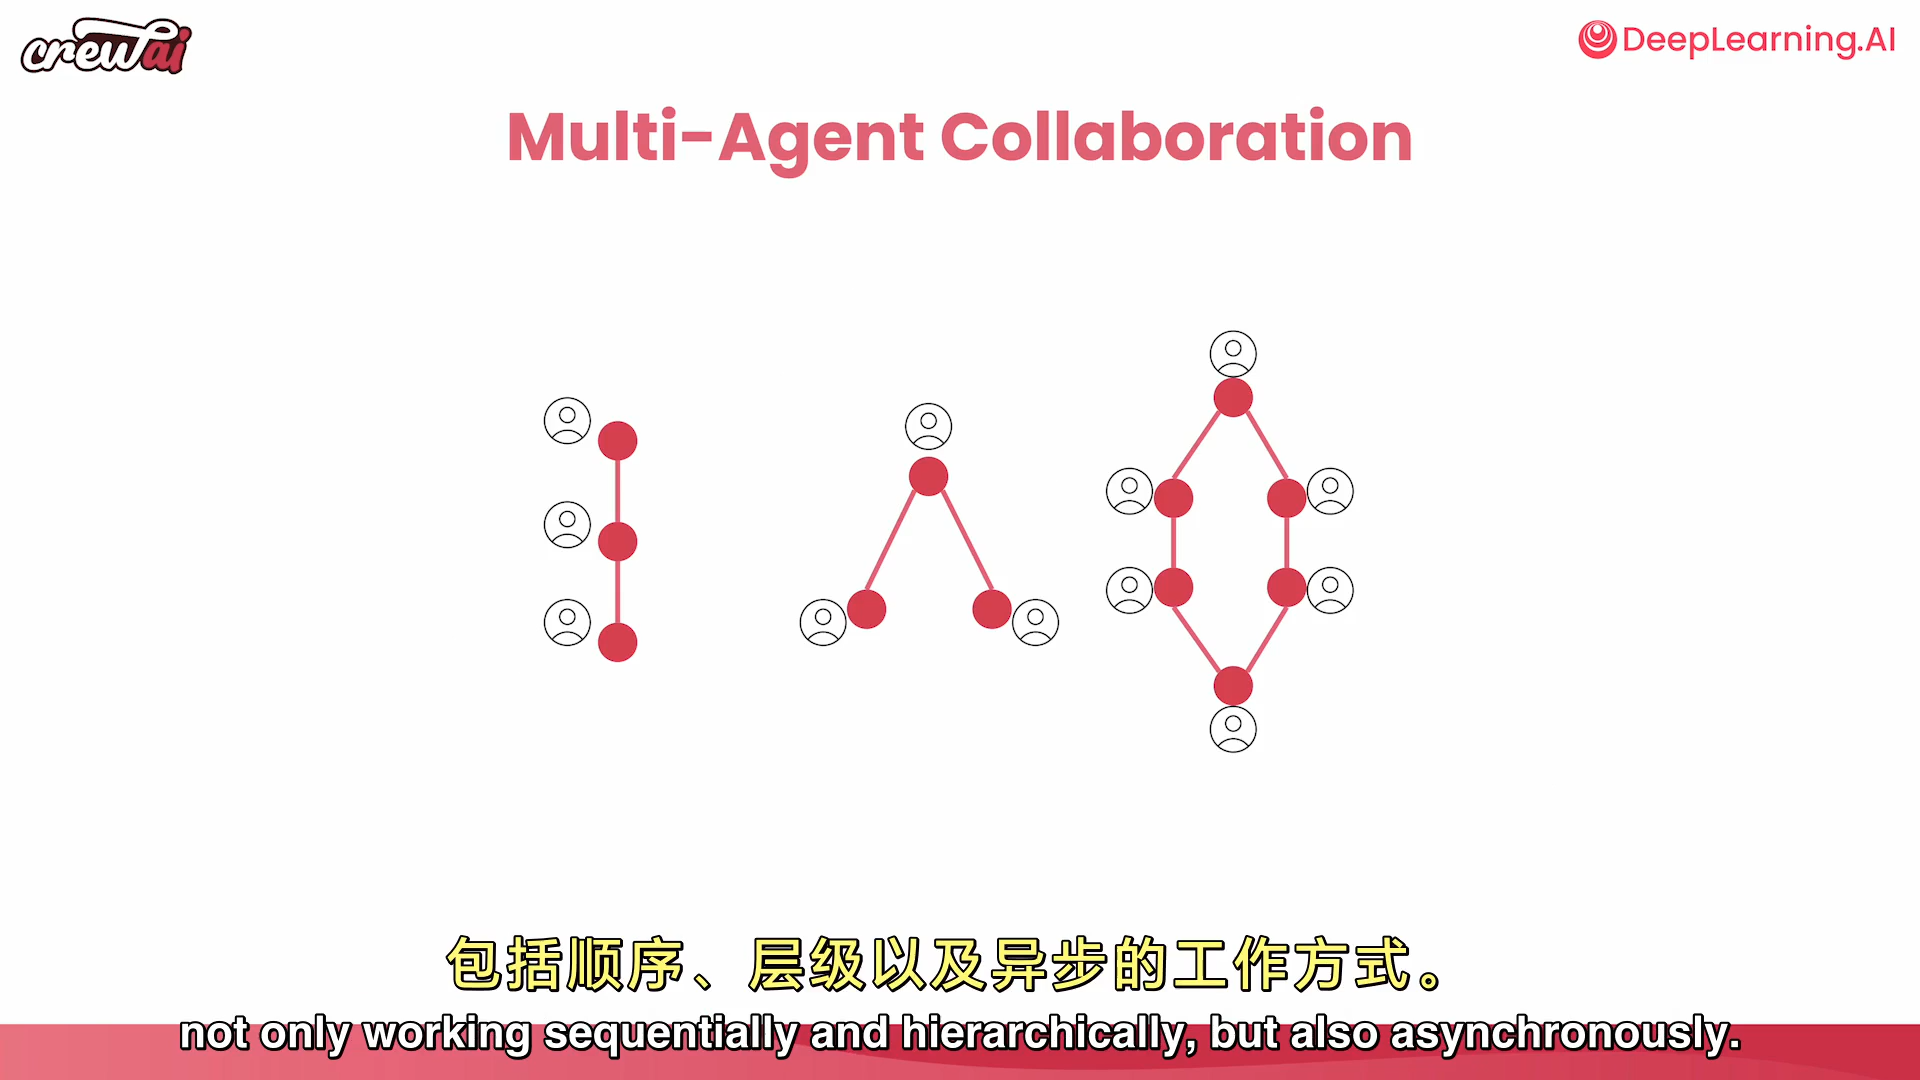 crewai
DeepLearning.AI
Multi-Agent Collaboration
包括顺序、层级以及异步的工作方式。
not only working sequentially and hierarchically, but also asynchronously.